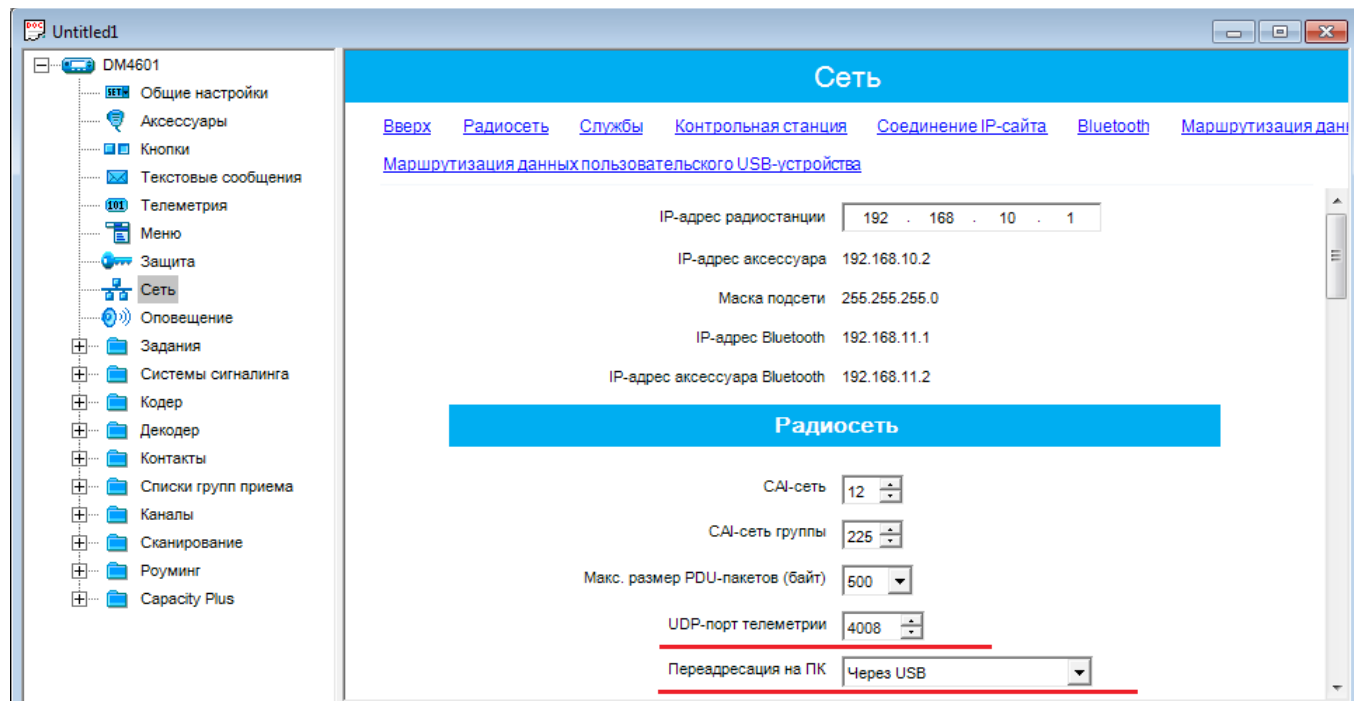 Untitled1
DM4601
Общие настройки
Аксессуары
Кнопки
Текстовые сообщения
Телеметрия
Меню
Защита
Сеть
Оповещение
Задания
Системы сигналинга
Кодер
Декодер
Контакты
Списки групп приема
Каналы
Сканирование
Роуминг
Capacity Plus
Сеть
Вверх Радиосеть Службы Контрольная станция Соединение IP-сайта Bluetooth Маршрутизация дан
Маршрутизация данных пользовательского USB-устройства
IP-адрес радиостанции 192 . 168 . 10 . 1
IP-адрес аксессуара 192.168.10.2
Маска подсети 255.255.255.0
IP-адрес Bluetooth 192.168.11.1
IP-адрес аксессуара Bluetooth 192.168.11.2
Радиосеть
CAI-сеть 12
CAI-сеть группы 225
Макс. размер PDU-пакетов (байт) 500
UDP-порт телеметрии 4008
Переадресация на ПК Через USB